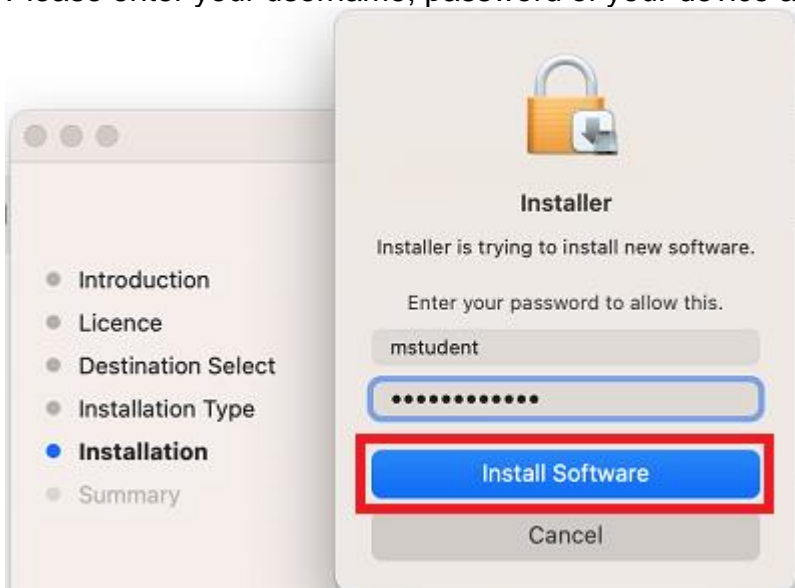 Please enter your username, password of your device a
Installer
Installer is trying to install new software.
Enter your password to allow this.
mstudent
••••••••••••
Install Software
Cancel
Introduction
Licence
Destination Select
Installation Type
Installation
Summary